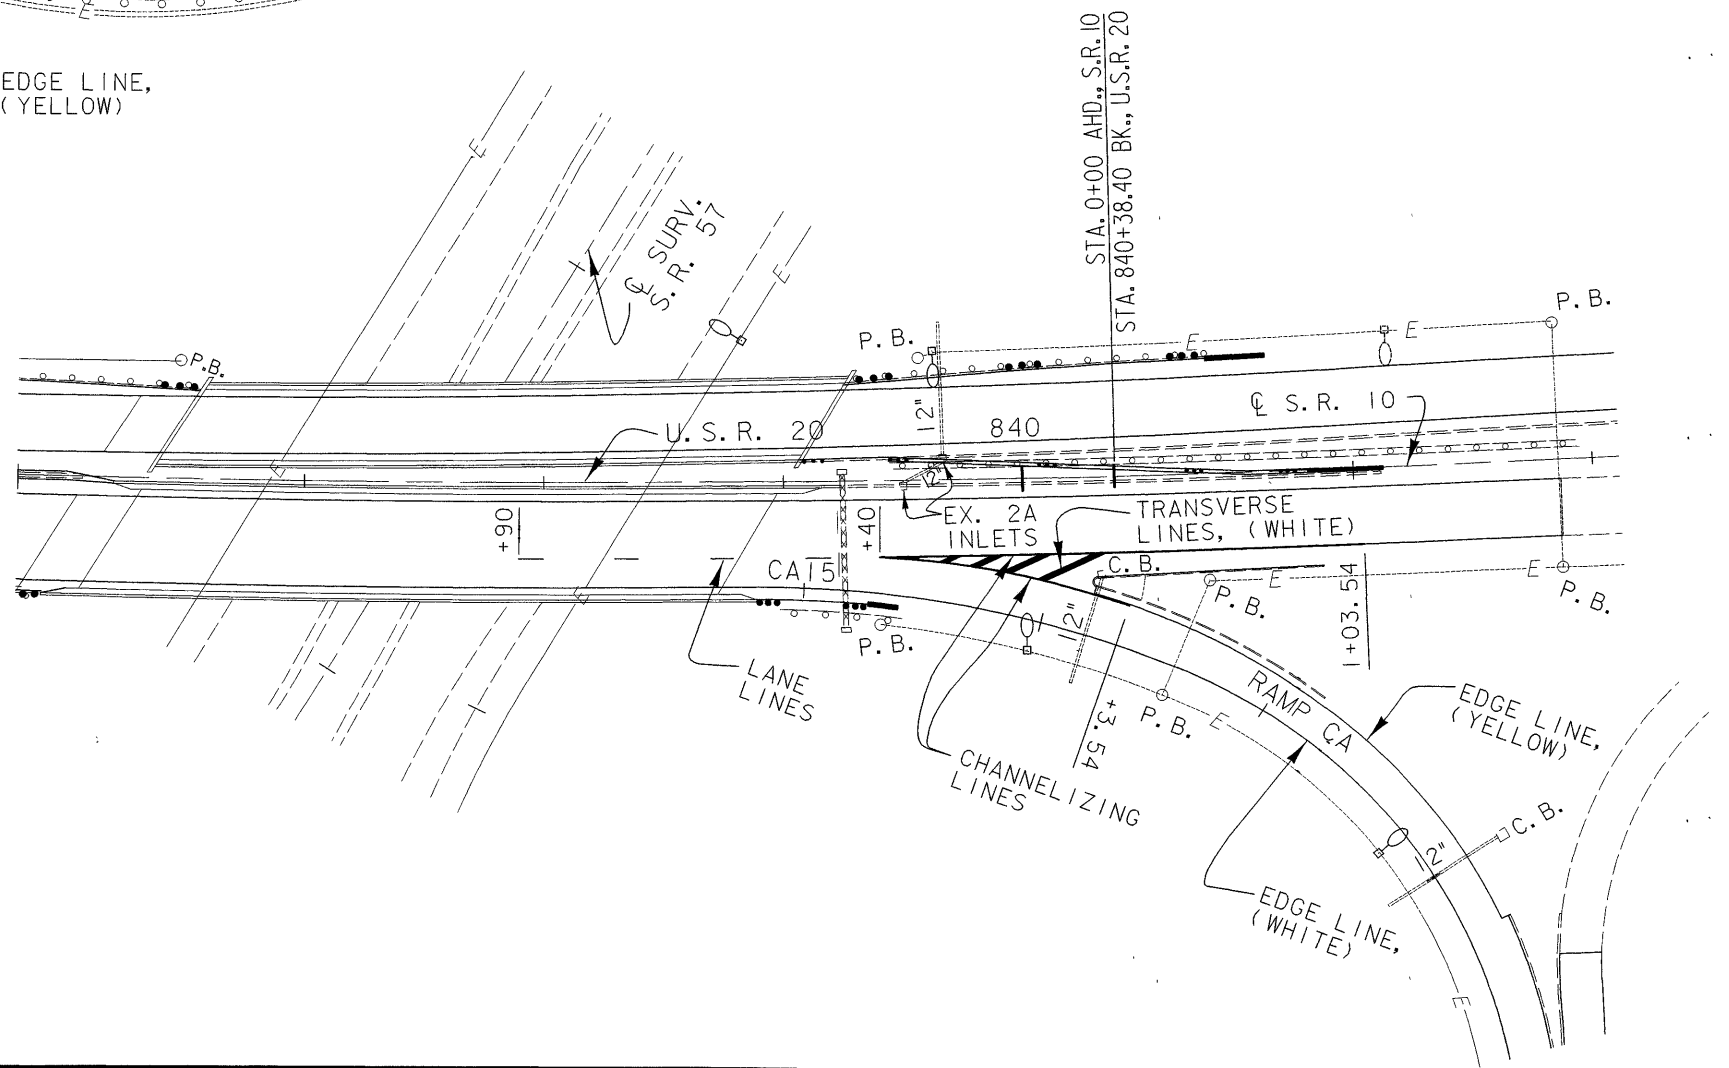 E
EDGE LINE,
(YELLOW)
STA. 0+00 AHD., S.R. 10
STA. 840+38.40 BK., U.S.R. 20
E
℄ SURV.
S. R. 57
E
P. B.
P. B.
P. B.
E
E
12"
℄ S. R. 10
U. S. R. 20
840
12"
E
+90
+40
EX. 2A
INLETS
TRANSVERSE
LINES, (WHITE)
CA15
C. B.
E
E
E
P. B.
P. B.
P. B.
12"
1+03.54
LANE
LINES
RAMP CA
P. B.
E
+3.54
EDGE LINE,
(YELLOW)
CHANNELIZING
LINES
C. B.
12"
EDGE LINE,
(WHITE)
E